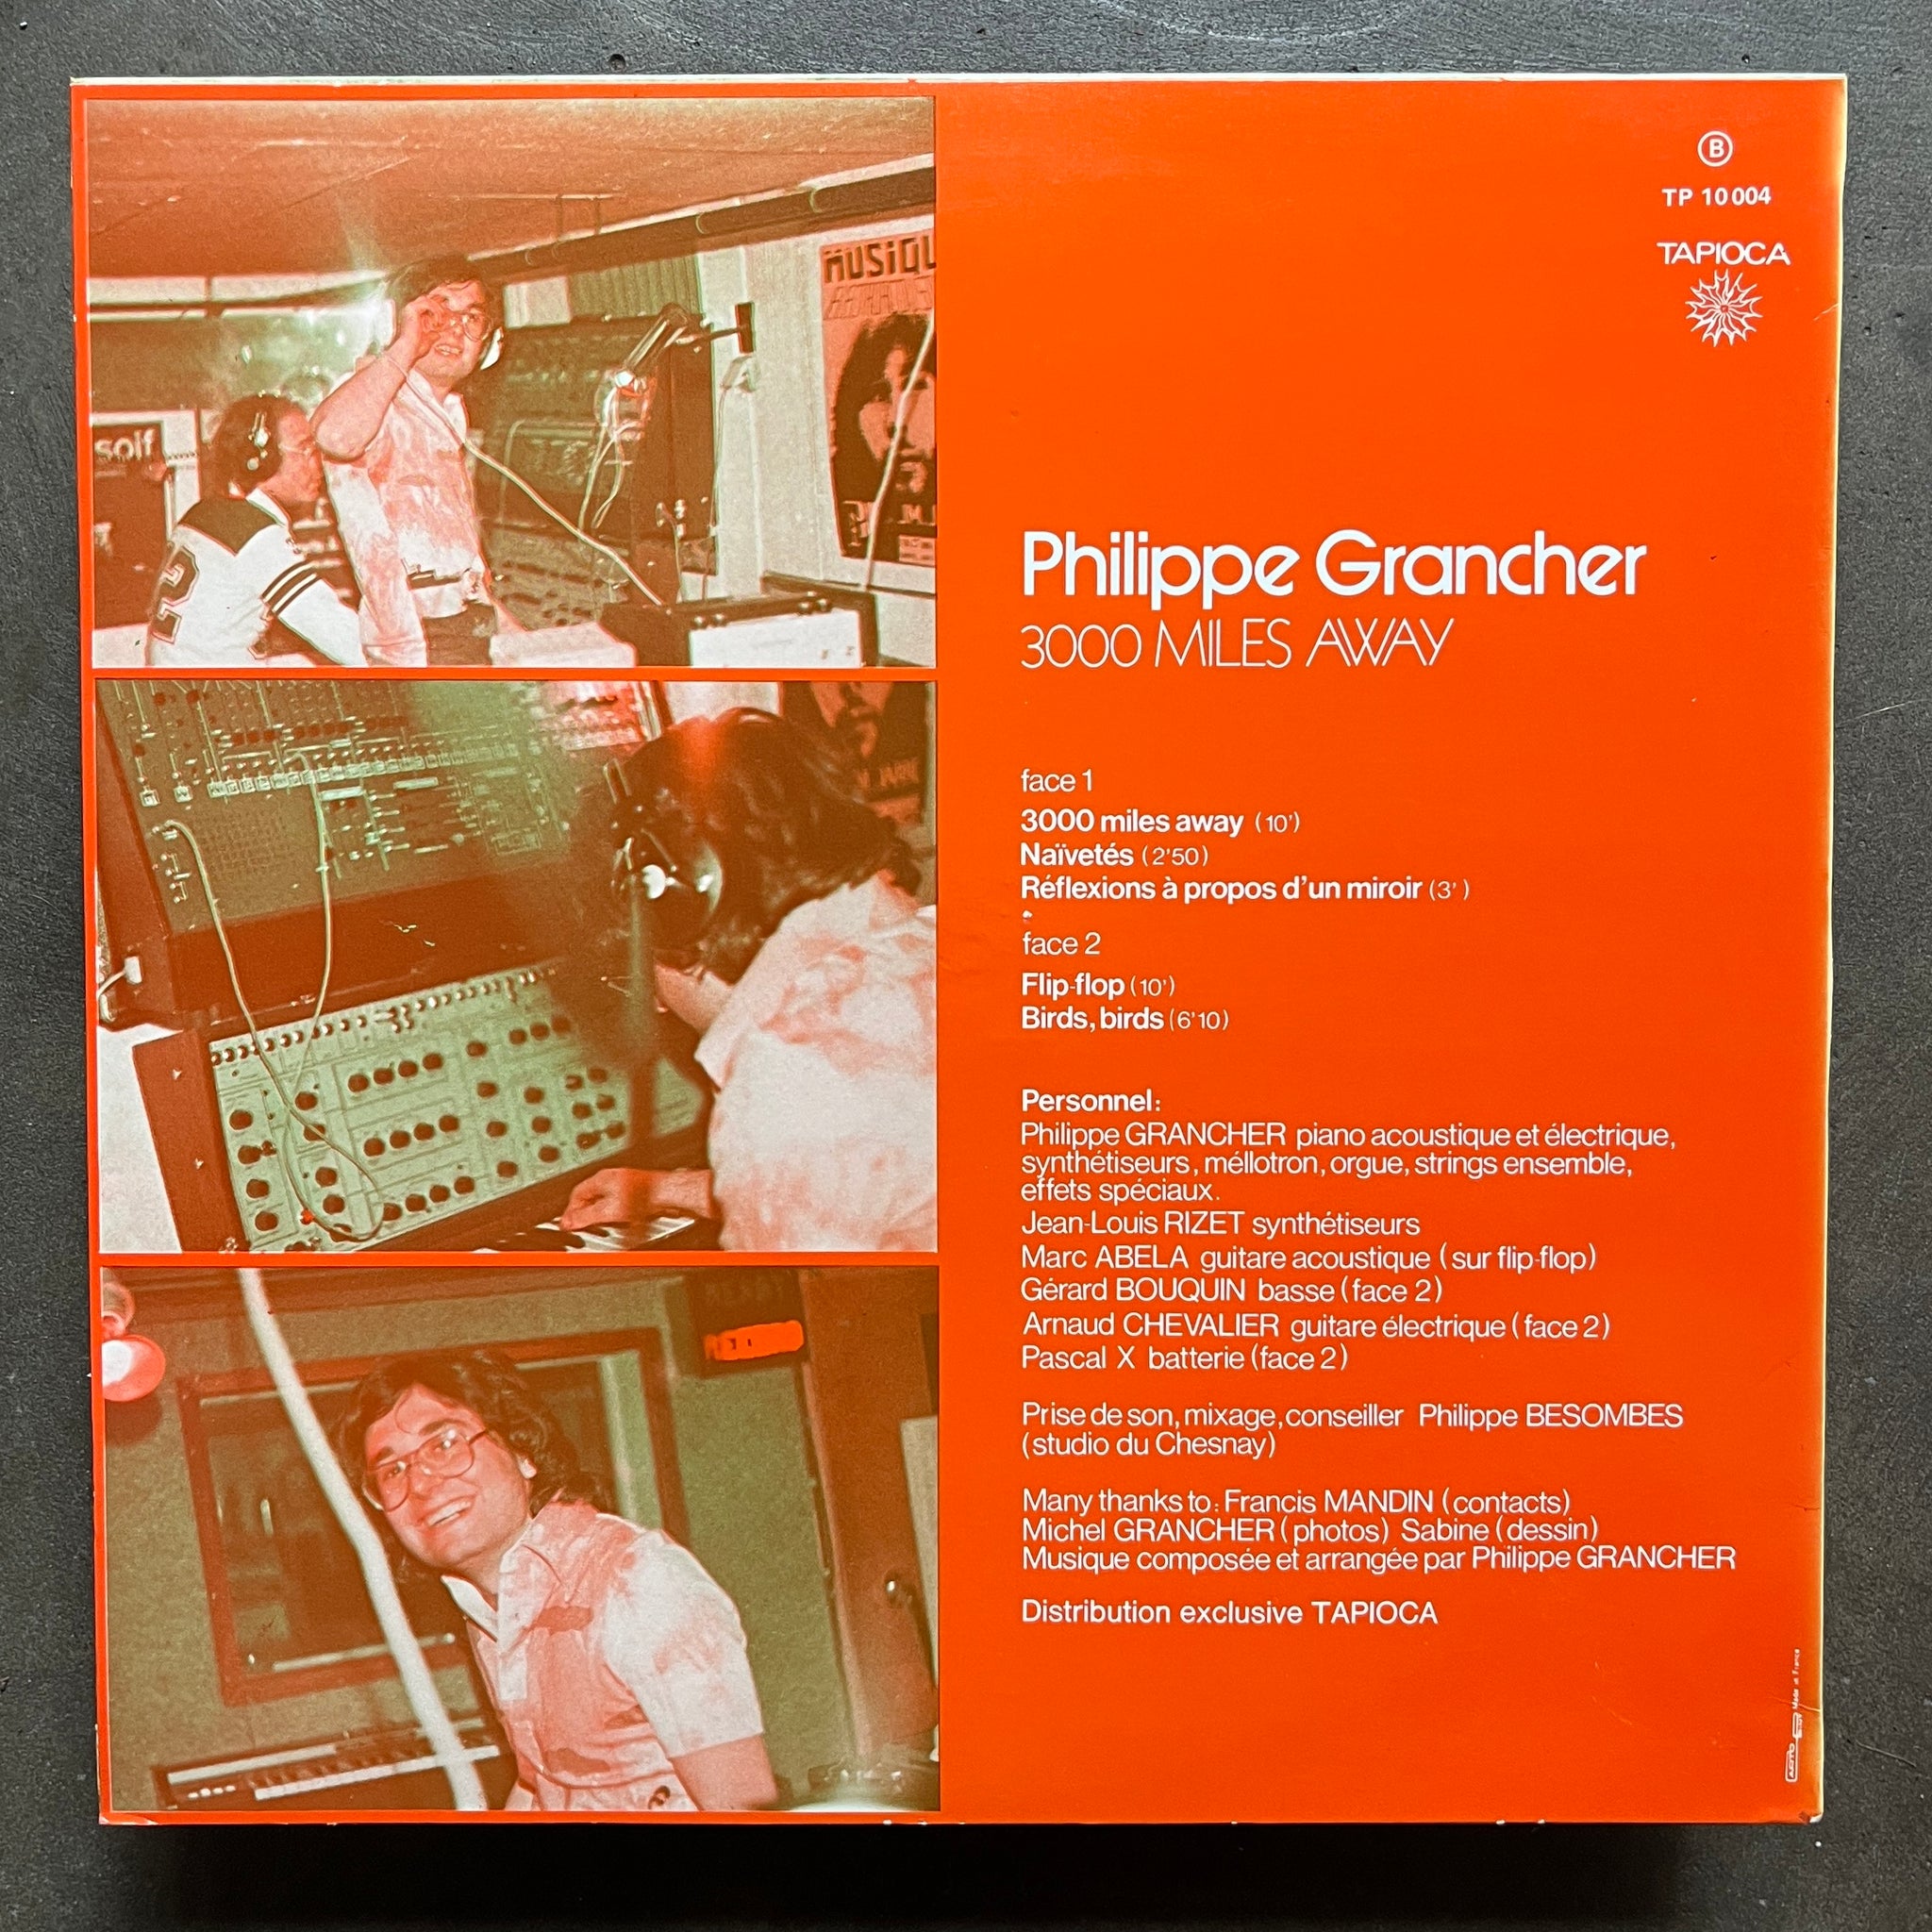 B
TP 10 004
TAPIOCA
MUSiQU
soif
2
Philippe Grancher
3000 MILES AWAY
face 1
3000 miles away (10')
Naïvetés (2'50)
Réflexions à propos d'un miroir (3')
face 2
Flip-flop (10')
Birds, birds (6'10)
Personnel:
Philippe GRANCHER piano acoustique et électrique,
synthétiseurs, méllotron, orgue, strings ensemble,
effets spéciaux.
Jean-Louis RIZET synthétiseurs
Marc ABELA guitare acoustique (sur flip-flop)
Gérard BOUQUIN basse (face 2)
Arnaud CHEVALIER guitare électrique (face 2)
Pascal X batterie (face 2)
Prise de son, mixage, conseiller Philippe BESOMBES
(studio du Chesnay)
Many thanks to: Francis MANDIN (contacts)
Michel GRANCHER (photos) Sabine (dessin)
Musique composée et arrangée par Philippe GRANCHER
Distribution exclusive TAPIOCA